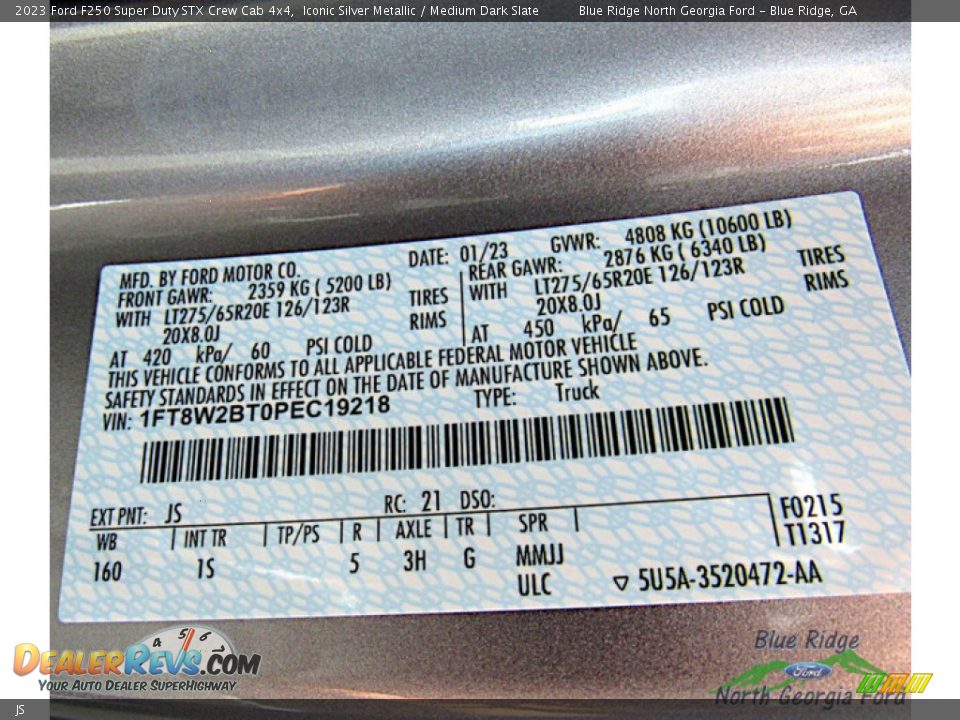 2023 Ford F250 Super Duty STX Crew Cab 4x4, Iconic Silver Metallic / Medium Dark Slate Blue Ridge North Georgia Ford - Blue Ridge, GA
MFD. BY FORD MOTOR CO. DATE: 01/23 GVWR: 4808 KG (10600 LB)
FRONT GAWR: 2359 KG ( 5200 LB) REAR GAWR: 2876 KG ( 6340 LB)
WITH LT275/65R20E 126/123R TIRES WITH LT275/65R20E 126/123R TIRES
20X8.0J RIMS 20X8.0J RIMS
AT 420 kPa/ 60 PSI COLD AT 450 kPa/ 65 PSI COLD
THIS VEHICLE CONFORMS TO ALL APPLICABLE FEDERAL MOTOR VEHICLE
SAFETY STANDARDS IN EFFECT ON THE DATE OF MANUFACTURE SHOWN ABOVE.
VIN: 1FT8W2BT0PEC19218 TYPE: Truck
EXT PNT: JS RC: 21 DSO: F0215
WB INT TR TP/PS R AXLE TR SPR T1317
160 1S 5 3H G MMJJ
ULC ▽ 5U5A-3520472-AA
4 5 6
DealerRevs.com
Your Auto Dealer SuperHighway
Blue Ridge
Ford
North Georgia Ford
JS